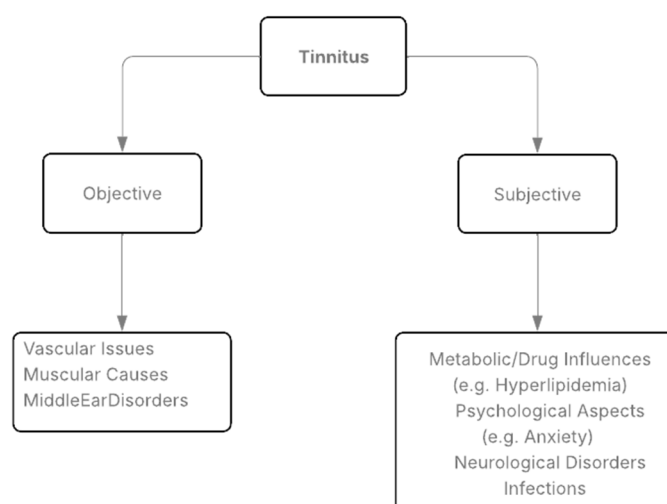 Tinnitus
Objective
Subjective
Vascular Issues
Muscular Causes
MiddleEarDisorders
Metabolic/Drug Influences
(e.g. Hyperlipidemia)
Psychological Aspects
(e.g. Anxiety)
Neurological Disorders
Infections